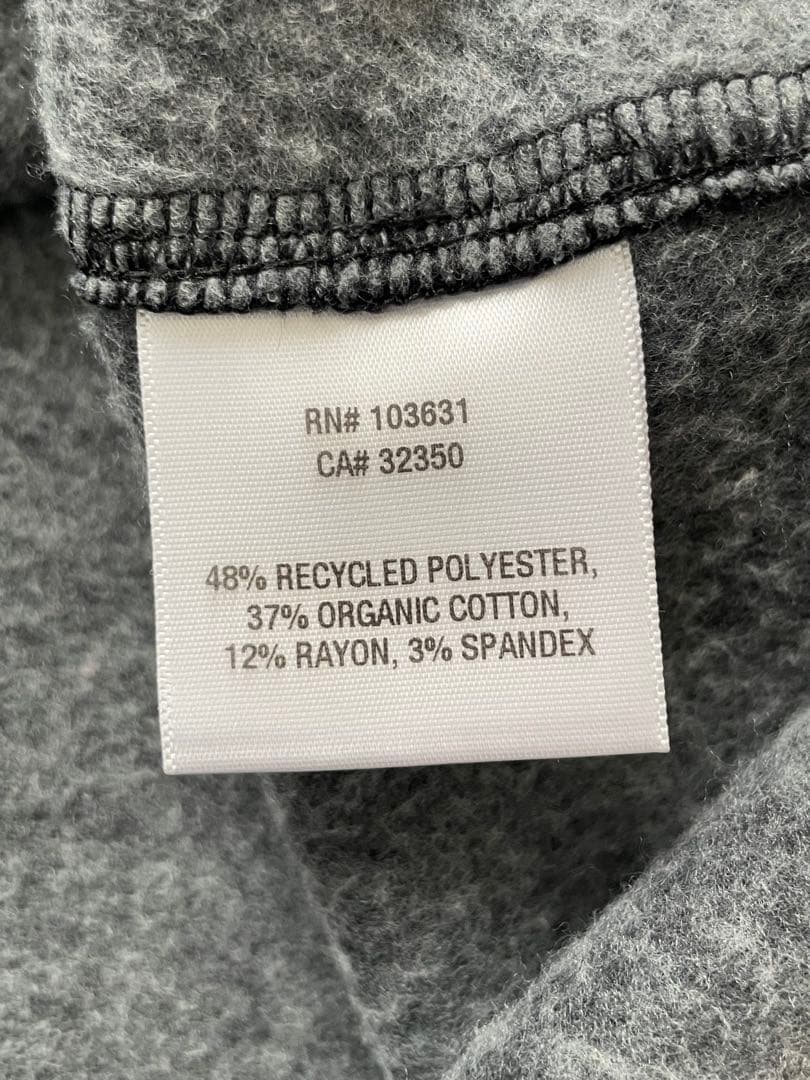 RN# 103631
CA# 32350
48% RECYCLED POLYESTER,
37% ORGANIC COTTON,
12% RAYON, 3% SPANDEX